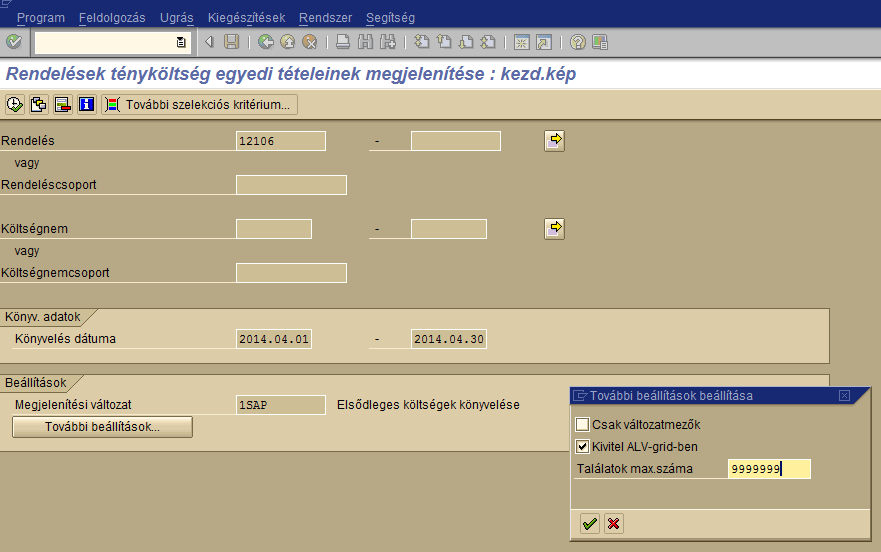 Program Feldolgozás Ugrás Kiegészítések Rendszer Segítség
Rendelések tényköltség egyedi tételeinek megjelenítése : kezd.kép
További szelekciós kritérium...
Rendelés 12106 -
vagy
Rendeléscsoport
Költségnem -
vagy
Költségnemcsoport
Könyv. adatok
Könyvelés dátuma 2014.04.01 - 2014.04.30
Beállítások
Megjelenítési változat 1SAP Elsődleges költségek könyvelése
További beállítások...
További beállítások beállítása
Csak változatmezők
Kivitel ALV-grid-ben
Találatok max.száma 9999999